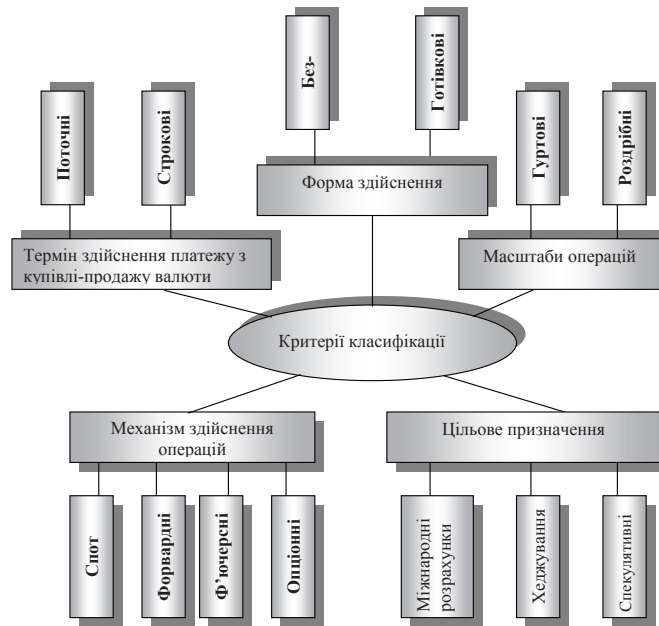 Без-
Готівкові
Поточні
Строкові
Гуртові
Роздрібні
Форма здійснення
Термін здійснення платежу з
купівлі-продажу валюти
Масштаби операцій
Критерії класифікації
Механізм здійснення
операцій
Цільове призначення
Спот
Форвардні
Ф’ючерсні
Опціонні
Міжнародні
розрахунки
Хеджування
Спекулятивні